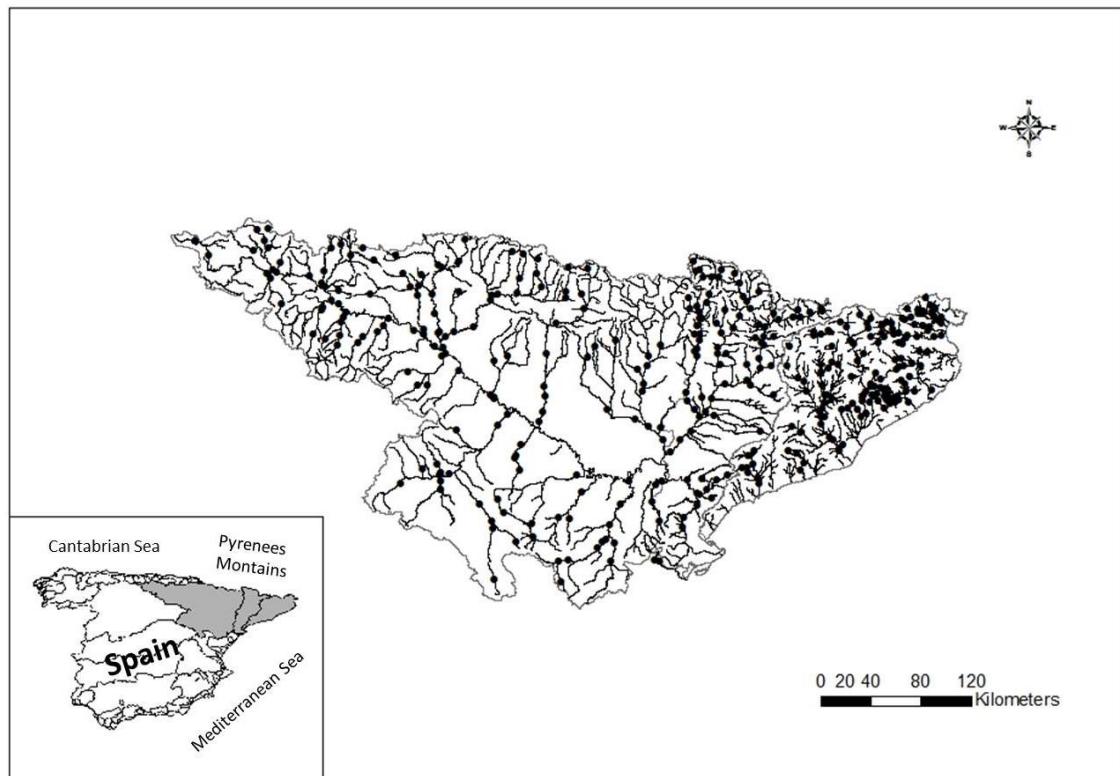 N
W E
S
Cantabrian Sea
Pyrenees
Montains
Spain
Mediterranean Sea
0 20 40 80 120
Kilometers